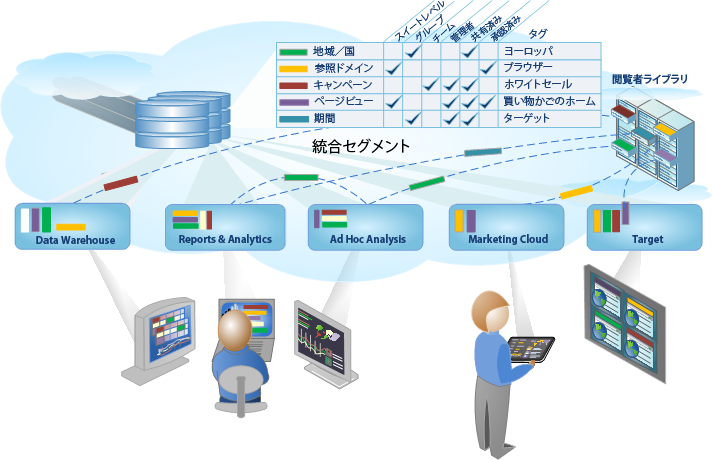 スイートレベル
グループ
チーム
管理者
共有済み
承認済み
タグ
地域／国 ヨーロッパ
参照ドメイン ブラウザー
キャンペーン ホワイトセール
ページビュー 買い物かごのホーム
期間 ターゲット
閲覧者ライブラリ
統合セグメント
Data Warehouse
Reports & Analytics
Ad Hoc Analysis
Marketing Cloud
Target